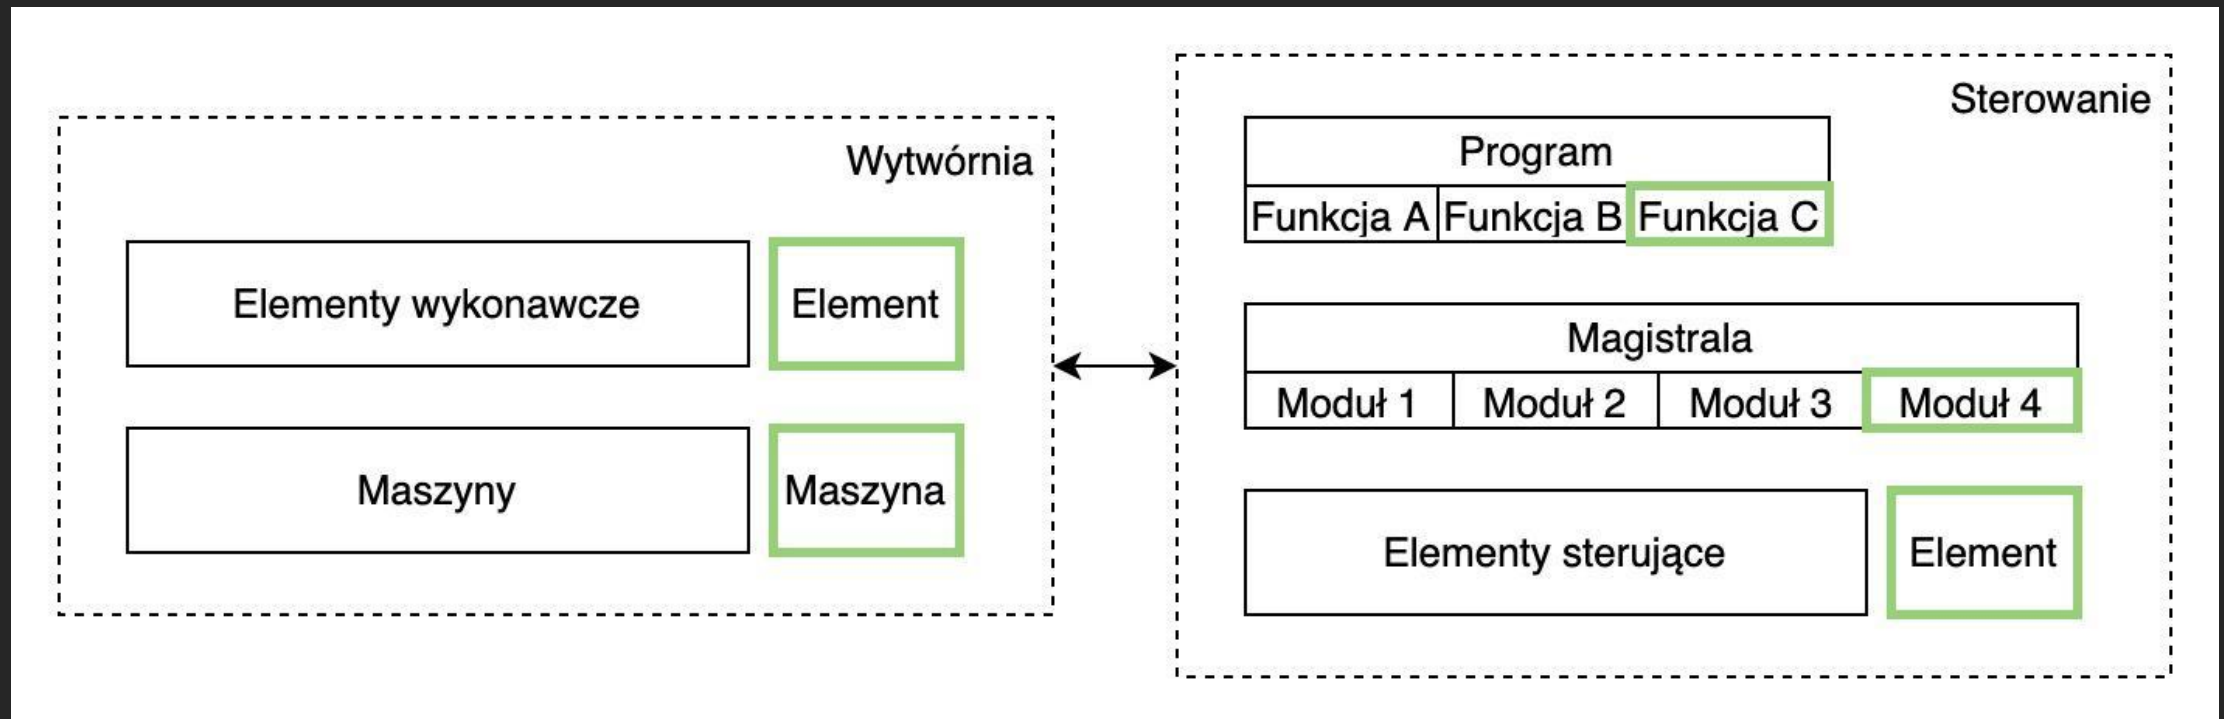 Wytwórnia
Elementy wykonawcze
Element
Maszyny
Maszyna
Sterowanie
Program
Funkcja A
Funkcja B
Funkcja C
Magistrala
Moduł 1
Moduł 2
Moduł 3
Moduł 4
Elementy sterujące
Element